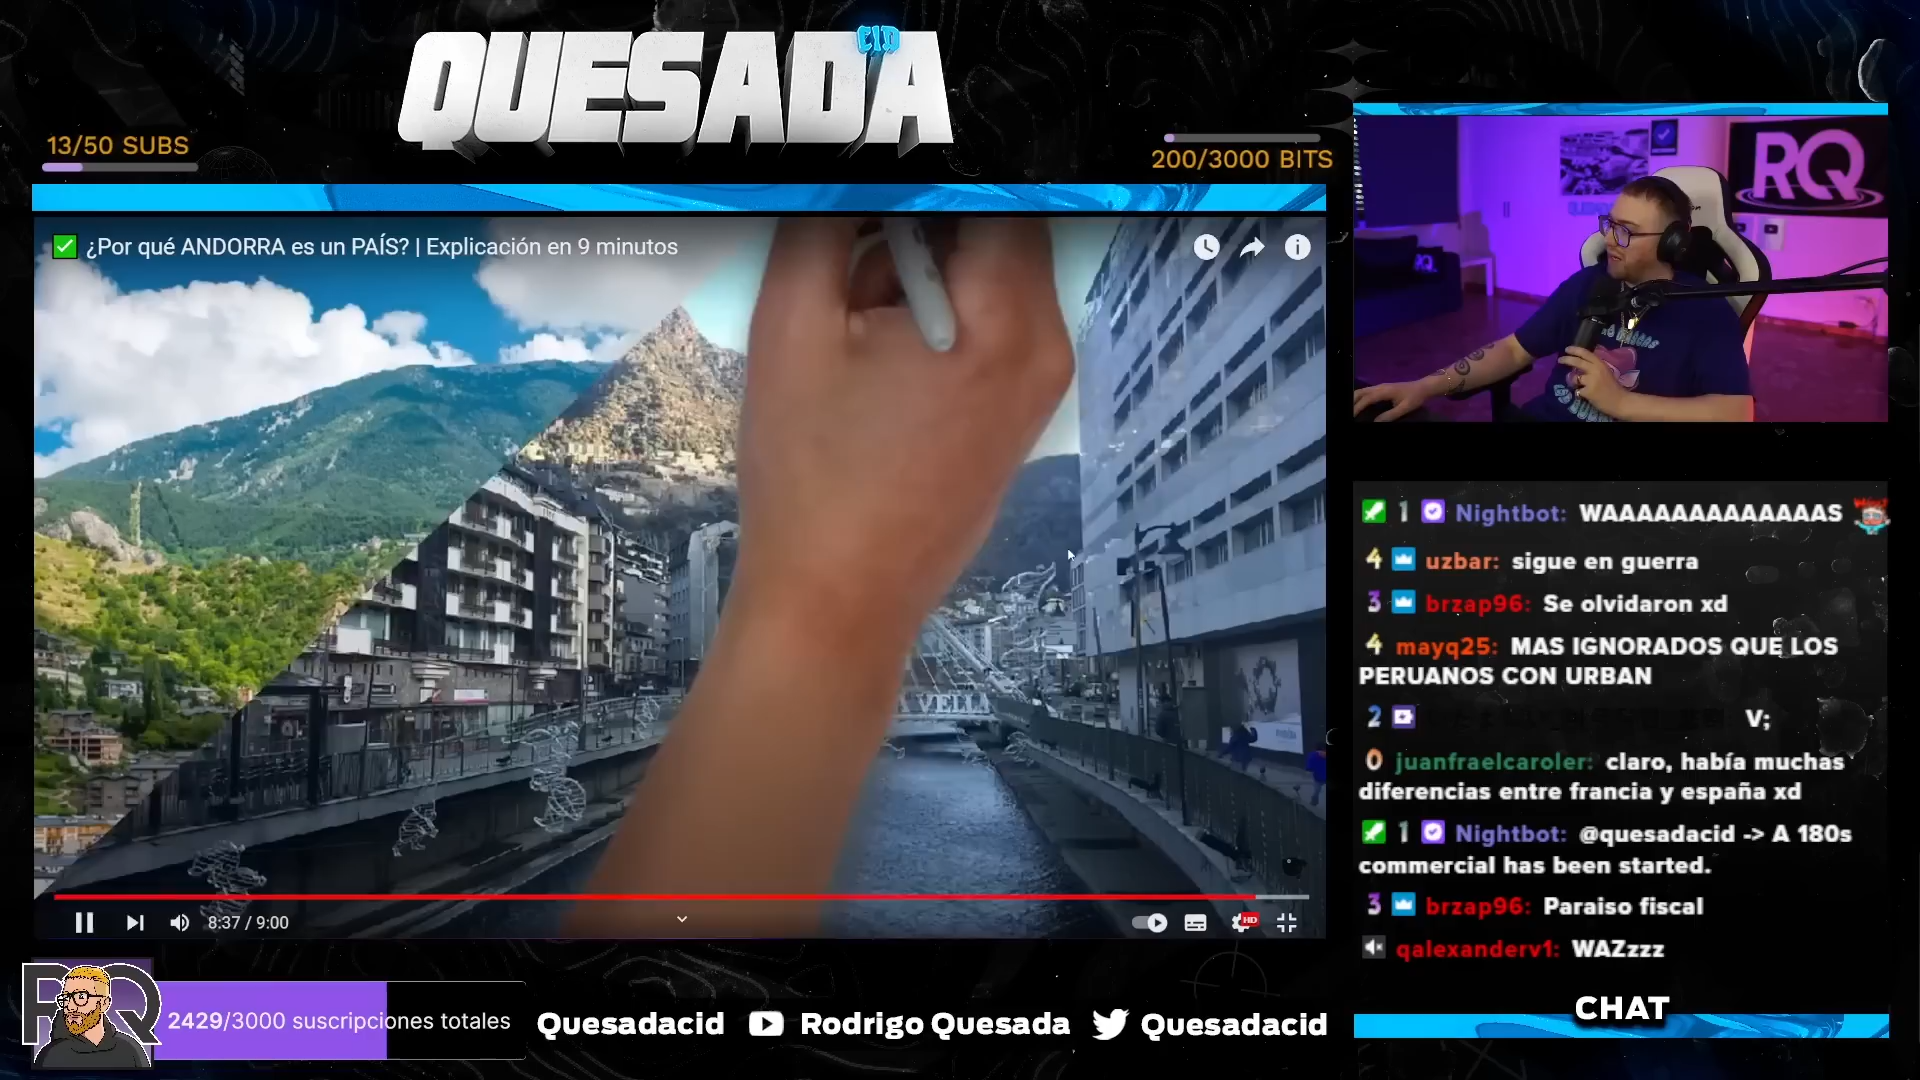 QUESADA
CID
13/50 SUBS
200/3000 BITS
¿Por qué ANDORRA es un PAÍS? | Explicación en 9 minutos
RQ
VELLA
8:37 / 9:00
HD
1 Nightbot: WAAAAAAAAAAAAAS
4 uzbar: sigue en guerra
3 brzap96: Se olvidaron xd
4 mayq25: MAS IGNORADOS QUE LOS
PERUANOS CON URBAN
2 V;
0 juanfraelcaroler: claro, había muchas
diferencias entre francia y españa xd
1 Nightbot: @quesadacid -> A 180s
commercial has been started.
3 brzap96: Paraiso fiscal
qalexanderv1: WAZzzz
CHAT
RQ
2429/3000 suscripciones totales
Quesadacid
Rodrigo Quesada
Quesadacid